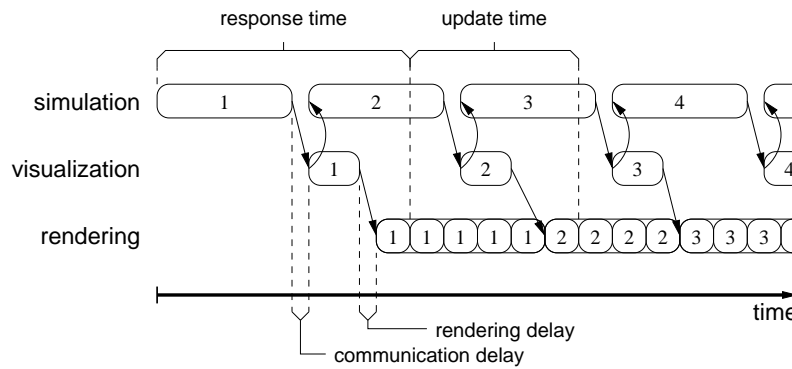 response time update time
simulation 1 2 3 4
visualization 1 2 3 4
rendering 1 1 1 1 1 2 2 2 2 3 3 3
time
rendering delay
communication delay